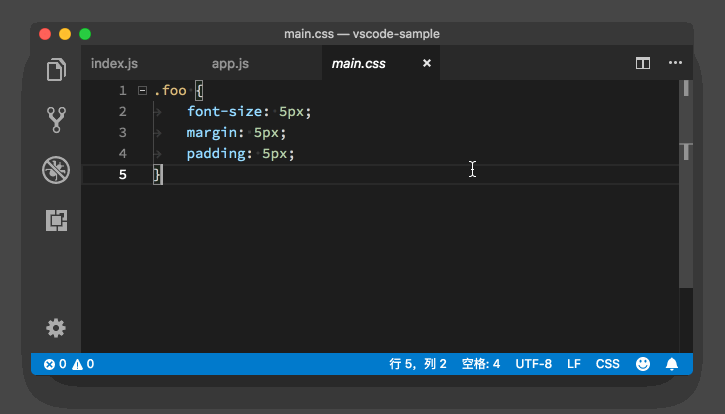 main.css — vscode-sample
index.js app.js main.css ×
1 .foo {
2 font-size: 5px;
3 margin: 5px;
4 padding: 5px;
5 }
0 0 行 5，列 2 空格: 4 UTF-8 LF CSS